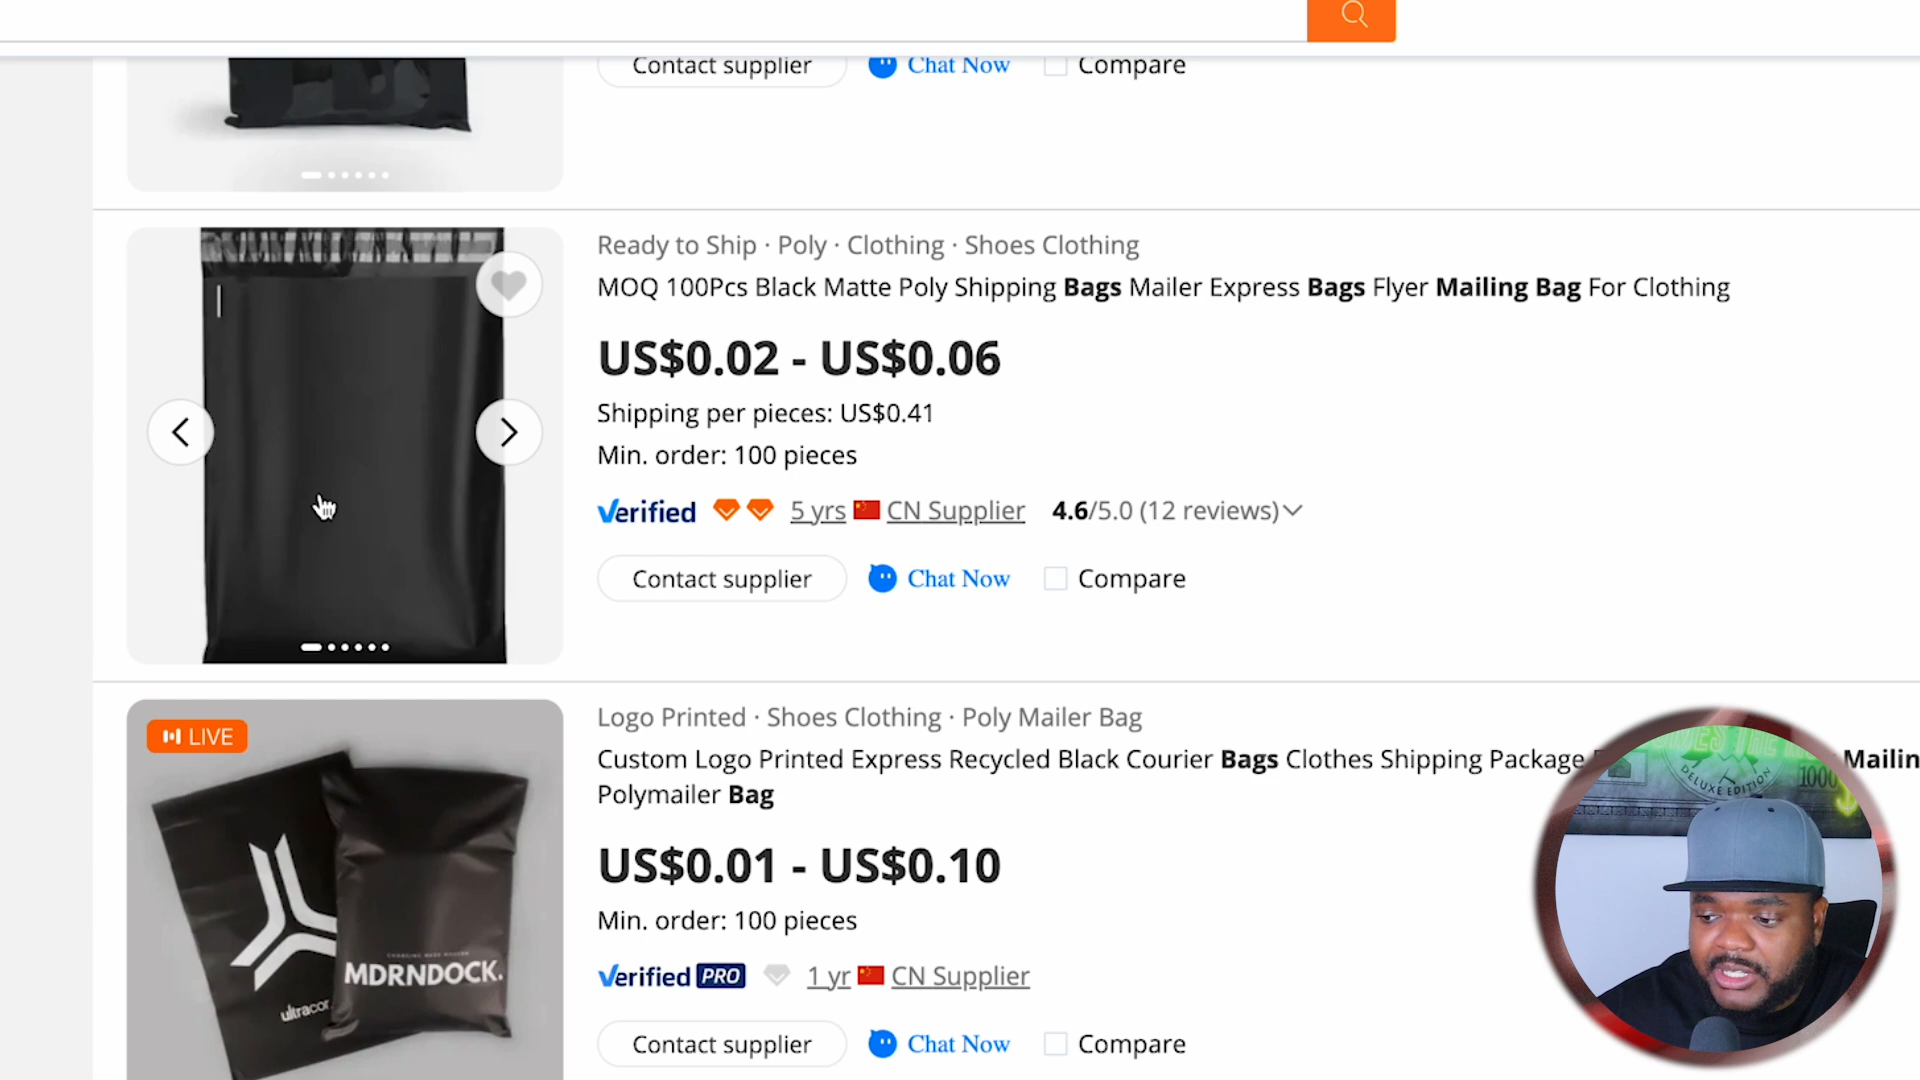 Contact supplier Chat Now Compare
Ready to Ship · Poly · Clothing · Shoes Clothing
MOQ 100Pcs Black Matte Poly Shipping Bags Mailer Express Bags Flyer Mailing Bag For Clothing
US$0.02 - US$0.06
Shipping per pieces: US$0.41
Min. order: 100 pieces
Verified 5 yrs CN Supplier 4.6/5.0 (12 reviews)
Contact supplier Chat Now Compare
LIVE
Logo Printed · Shoes Clothing · Poly Mailer Bag
Custom Logo Printed Express Recycled Black Courier Bags Clothes Shipping Package
Polymailer Bag
US$0.01 - US$0.10
Min. order: 100 pieces
Verified PRO 1 yr CN Supplier
Contact supplier Chat Now Compare
MDRNDOCK.
ultracor
DELUXE EDITION
1000